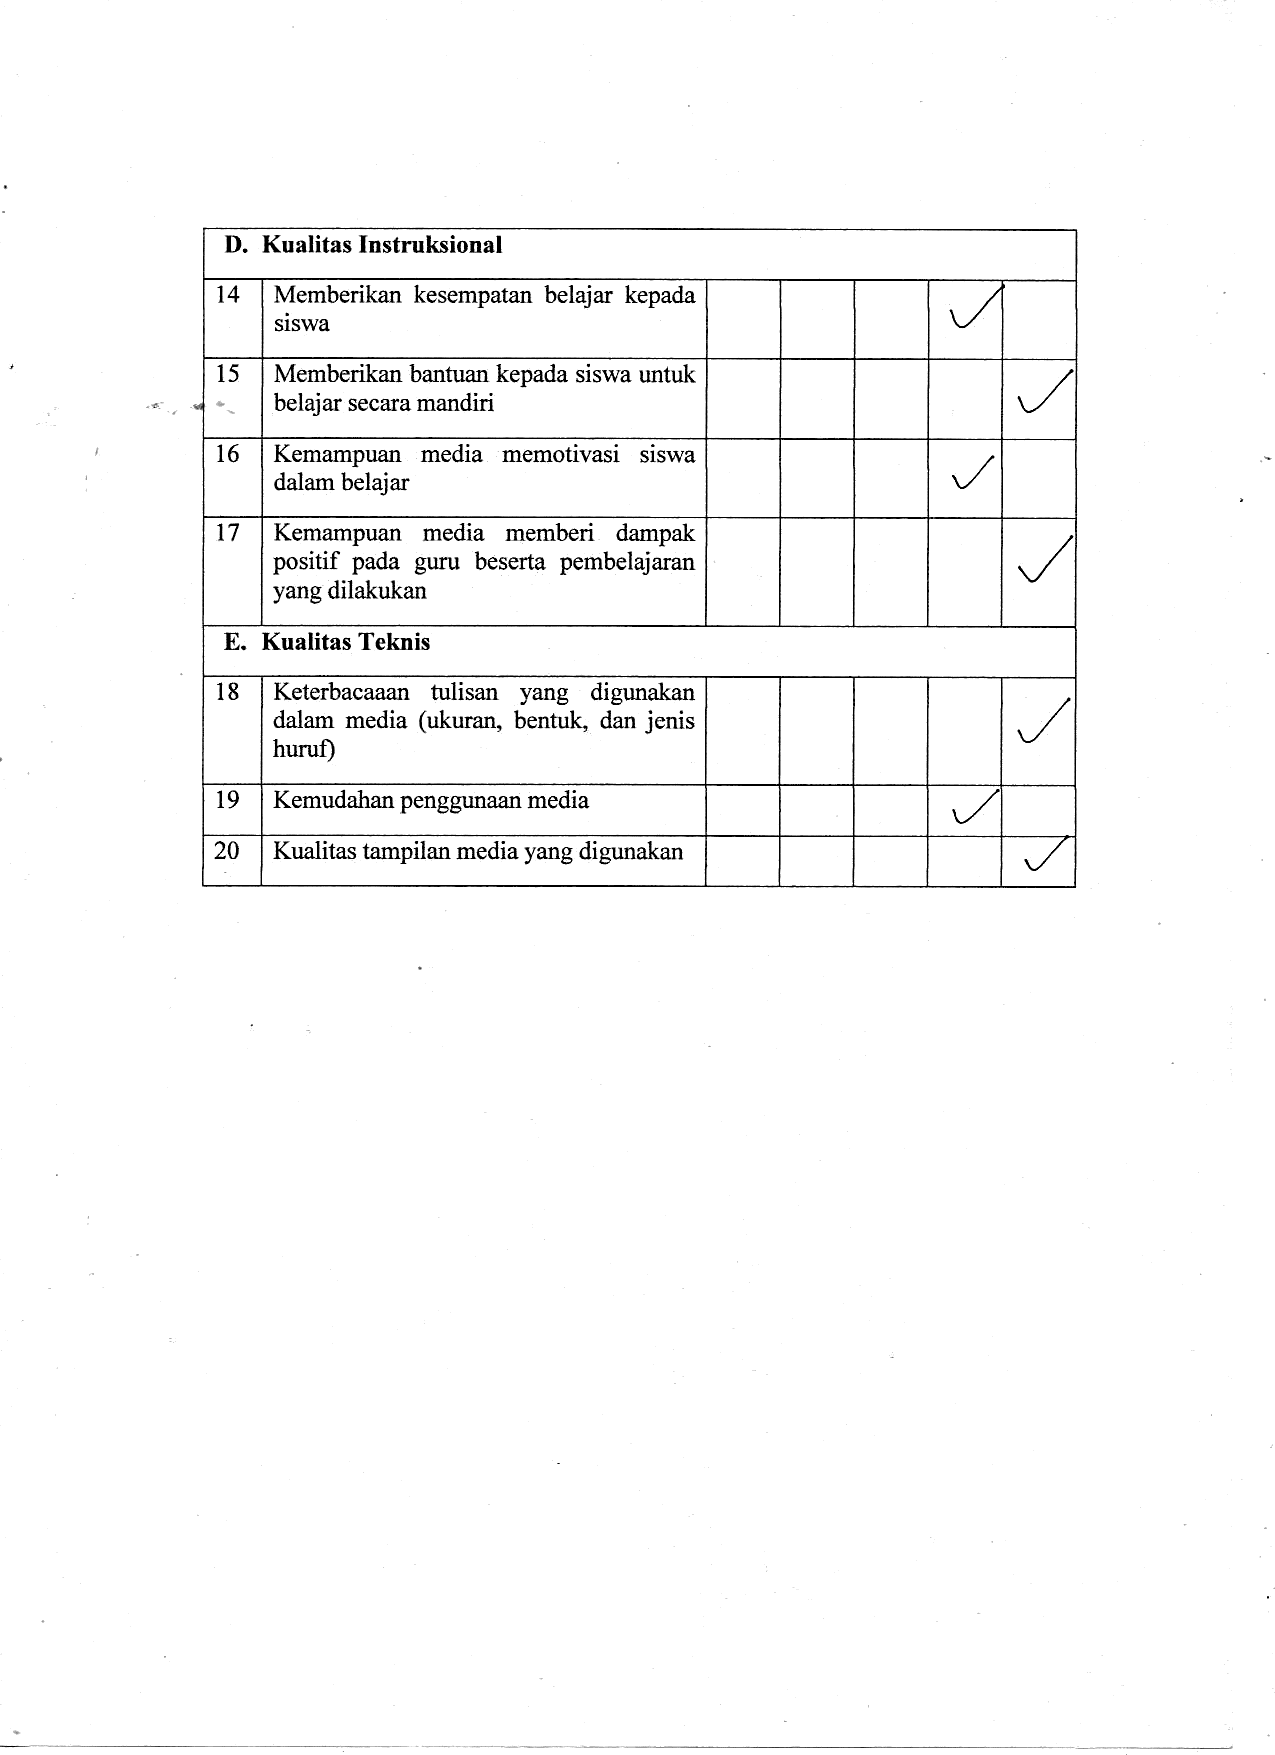 D. Kualitas Instruksional
14 Memberikan kesempatan belajar kepada
siswa
15 Memberikan bantuan kepada siswa untuk
belajar secara mandiri
16 Kemampuan media memotivasi siswa
dalam belajar
17 Kemampuan media memberi dampak
positif pada guru beserta pembelajaran
yang dilakukan
E. Kualitas Teknis
18 Keterbacaaan tulisan yang digunakan
dalam media (ukuran, bentuk, dan jenis
huruf)
19 Kemudahan penggunaan media
20 Kualitas tampilan media yang digunakan